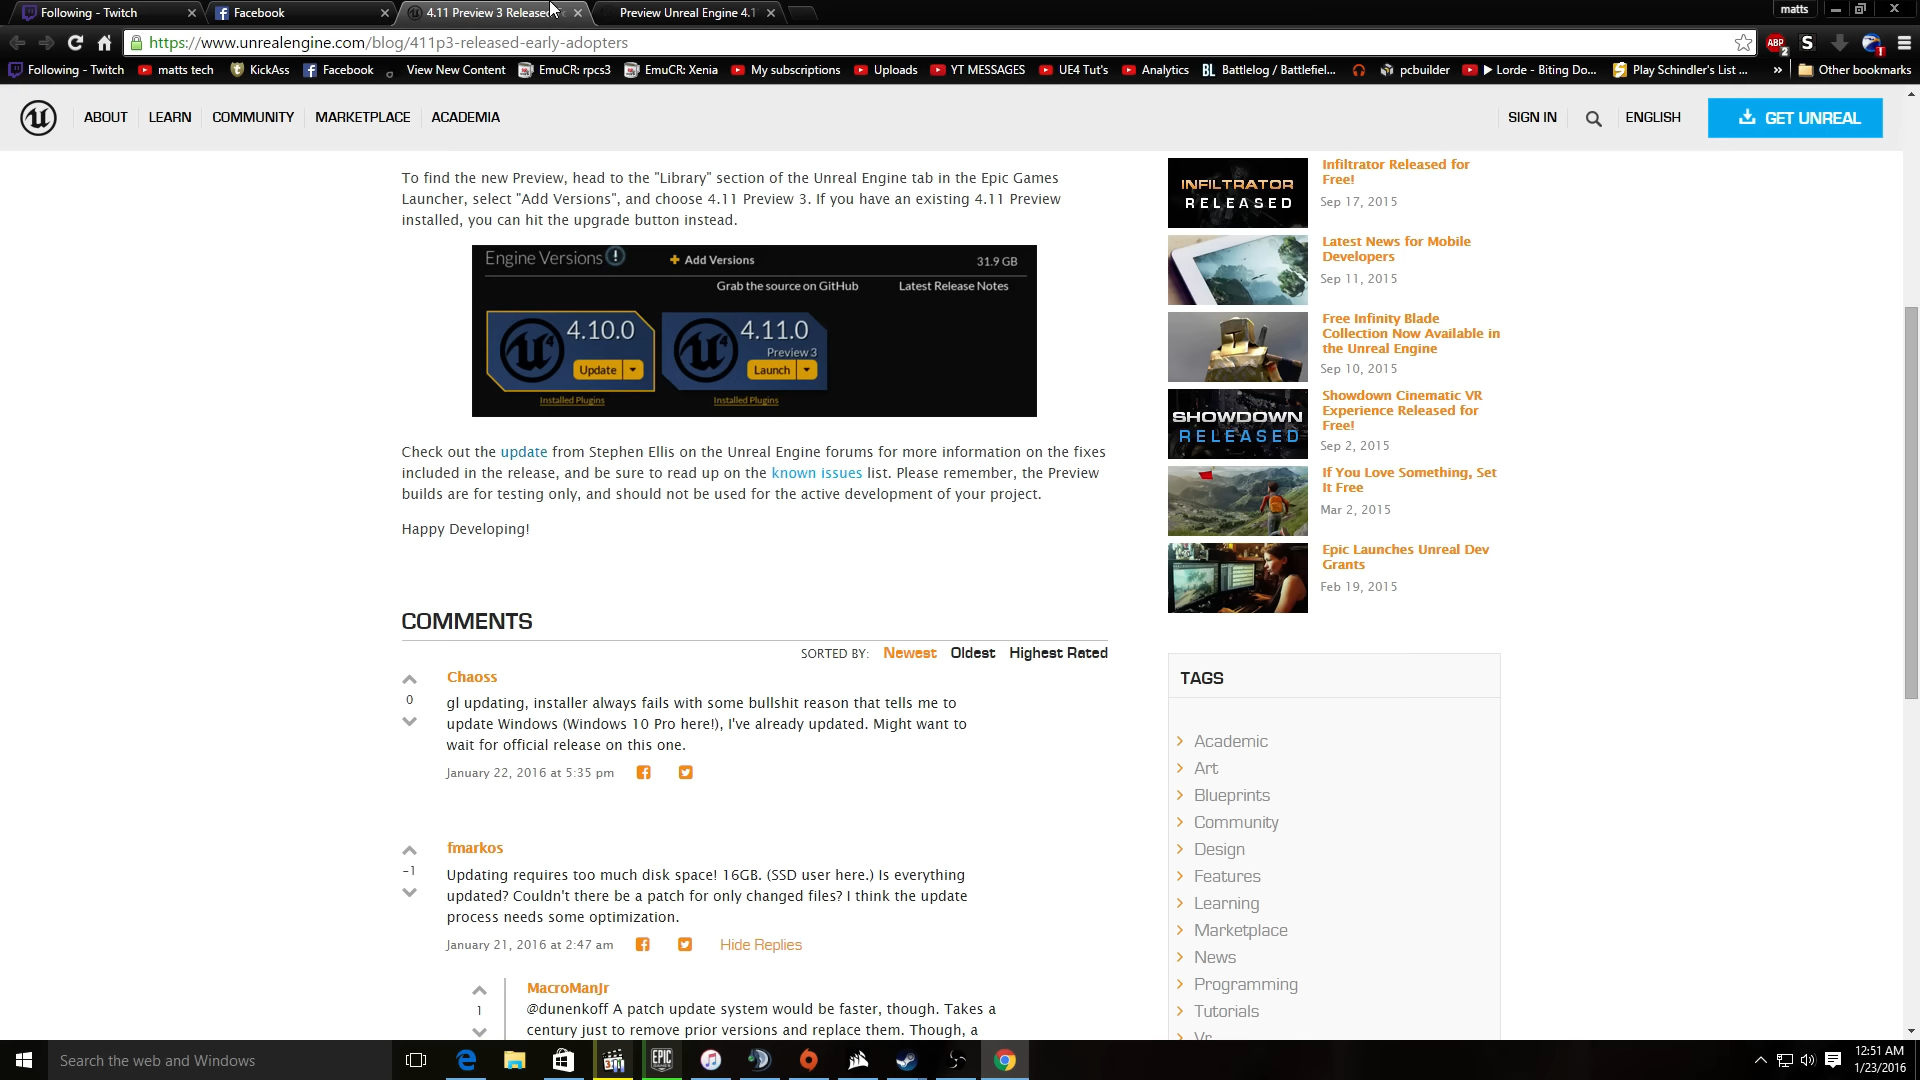 Following - Twitch
Facebook
4.11 Preview 3 Released
Preview Unreal Engine 4.1
matts
https://www.unrealengine.com/blog/411p3-released-early-adopters
Following - Twitch
matts tech
KickAss
Facebook
View New Content
EmuCR: rpcs3
EmuCR: Xenia
My subscriptions
Uploads
YT MESSAGES
UE4 Tut's
Analytics
Battlelog / Battlefiel...
pcbuilder
▶ Lorde - Biting Do...
Play Schindler's List ...
»
Other bookmarks
ABOUT
LEARN
COMMUNITY
MARKETPLACE
ACADEMIA
SIGN IN
ENGLISH
GET UNREAL
To find the new Preview, head to the "Library" section of the Unreal Engine tab in the Epic Games
Launcher, select "Add Versions", and choose 4.11 Preview 3. If you have an existing 4.11 Preview
installed, you can hit the upgrade button instead.
Engine Versions
Add Versions
31.9 GB
Grab the source on GitHub
Latest Release Notes
4.10.0
Update
Installed Plugins
4.11.0
Preview 3
Launch
Installed Plugins
Check out the update from Stephen Ellis on the Unreal Engine forums for more information on the fixes
included in the release, and be sure to read up on the known issues list. Please remember, the Preview
builds are for testing only, and should not be used for the active development of your project.
Happy Developing!
COMMENTS
SORTED BY: Newest Oldest Highest Rated
Chaoss
0
gl updating, installer always fails with some bullshit reason that tells me to
update Windows (Windows 10 Pro here!), I've already updated. Might want to
wait for official release on this one.
January 22, 2016 at 5:35 pm
fmarkos
-1
Updating requires too much disk space! 16GB. (SSD user here.) Is everything
updated? Couldn't there be a patch for only changed files? I think the update
process needs some optimization.
January 21, 2016 at 2:47 am
Hide Replies
MacroManJr
1
@dunenkoff A patch update system would be faster, though. Takes a
century just to remove prior versions and replace them. Though, a
INFILTRATOR
RELEASED
Infiltrator Released for
Free!
Sep 17, 2015
Latest News for Mobile
Developers
Sep 11, 2015
Free Infinity Blade
Collection Now Available in
the Unreal Engine
Sep 10, 2015
SHOWDOWN
RELEASED
Showdown Cinematic VR
Experience Released for
Free!
Sep 2, 2015
If You Love Something, Set
It Free
Mar 2, 2015
Epic Launches Unreal Dev
Grants
Feb 19, 2015
TAGS
Academic
Art
Blueprints
Community
Design
Features
Learning
Marketplace
News
Programming
Tutorials
Vr
Search the web and Windows
12:51 AM
1/23/2016